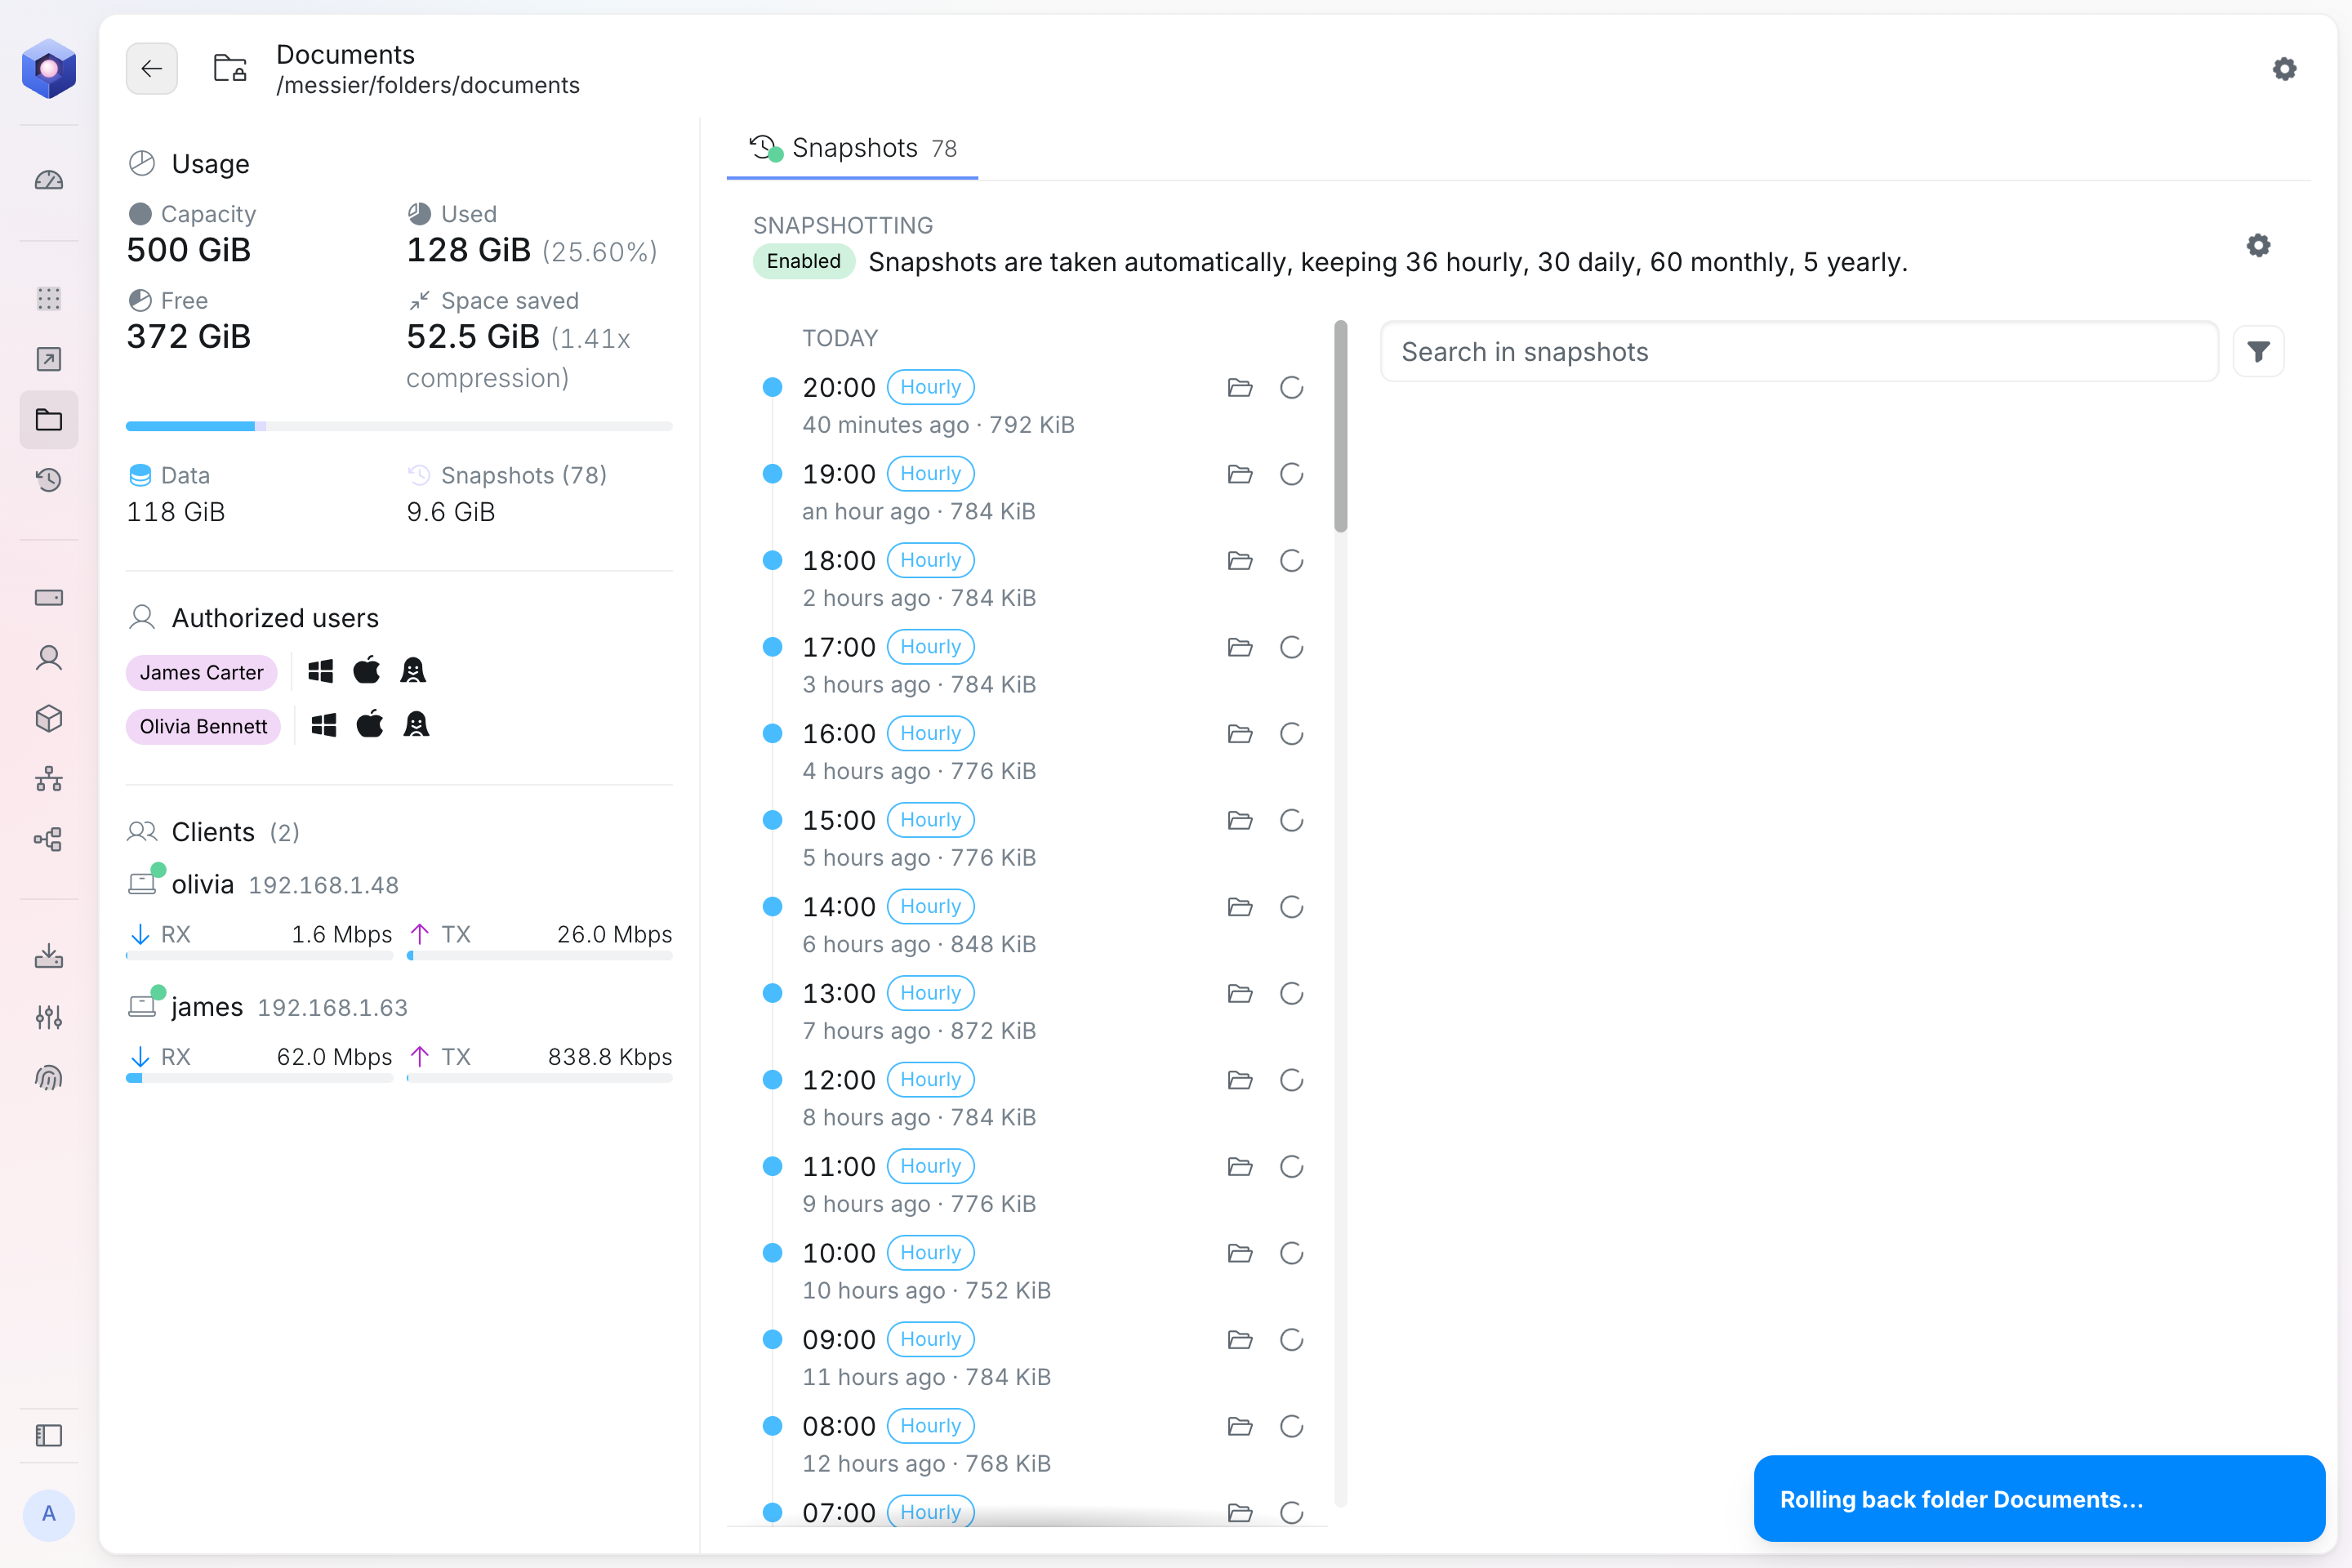 Documents
/messier/folders/documents
Usage
Capacity
500 GiB
Used
128 GiB (25.60%)
Free
372 GiB
Space saved
52.5 GiB (1.41x
compression)
Data
118 GiB
Snapshots (78)
9.6 GiB
Authorized users
James Carter
Olivia Bennett
Clients (2)
olivia 192.168.1.48
RX 1.6 Mbps TX 26.0 Mbps
james 192.168.1.63
RX 62.0 Mbps TX 838.8 Kbps
A
Snapshots 78
SNAPSHOTTING
Enabled Snapshots are taken automatically, keeping 36 hourly, 30 daily, 60 monthly, 5 yearly.
TODAY
20:00 Hourly
40 minutes ago · 792 KiB
19:00 Hourly
an hour ago · 784 KiB
18:00 Hourly
2 hours ago · 784 KiB
17:00 Hourly
3 hours ago · 784 KiB
16:00 Hourly
4 hours ago · 776 KiB
15:00 Hourly
5 hours ago · 776 KiB
14:00 Hourly
6 hours ago · 848 KiB
13:00 Hourly
7 hours ago · 872 KiB
12:00 Hourly
8 hours ago · 784 KiB
11:00 Hourly
9 hours ago · 776 KiB
10:00 Hourly
10 hours ago · 752 KiB
09:00 Hourly
11 hours ago · 784 KiB
08:00 Hourly
12 hours ago · 768 KiB
07:00 Hourly
Search in snapshots
Rolling back folder Documents...